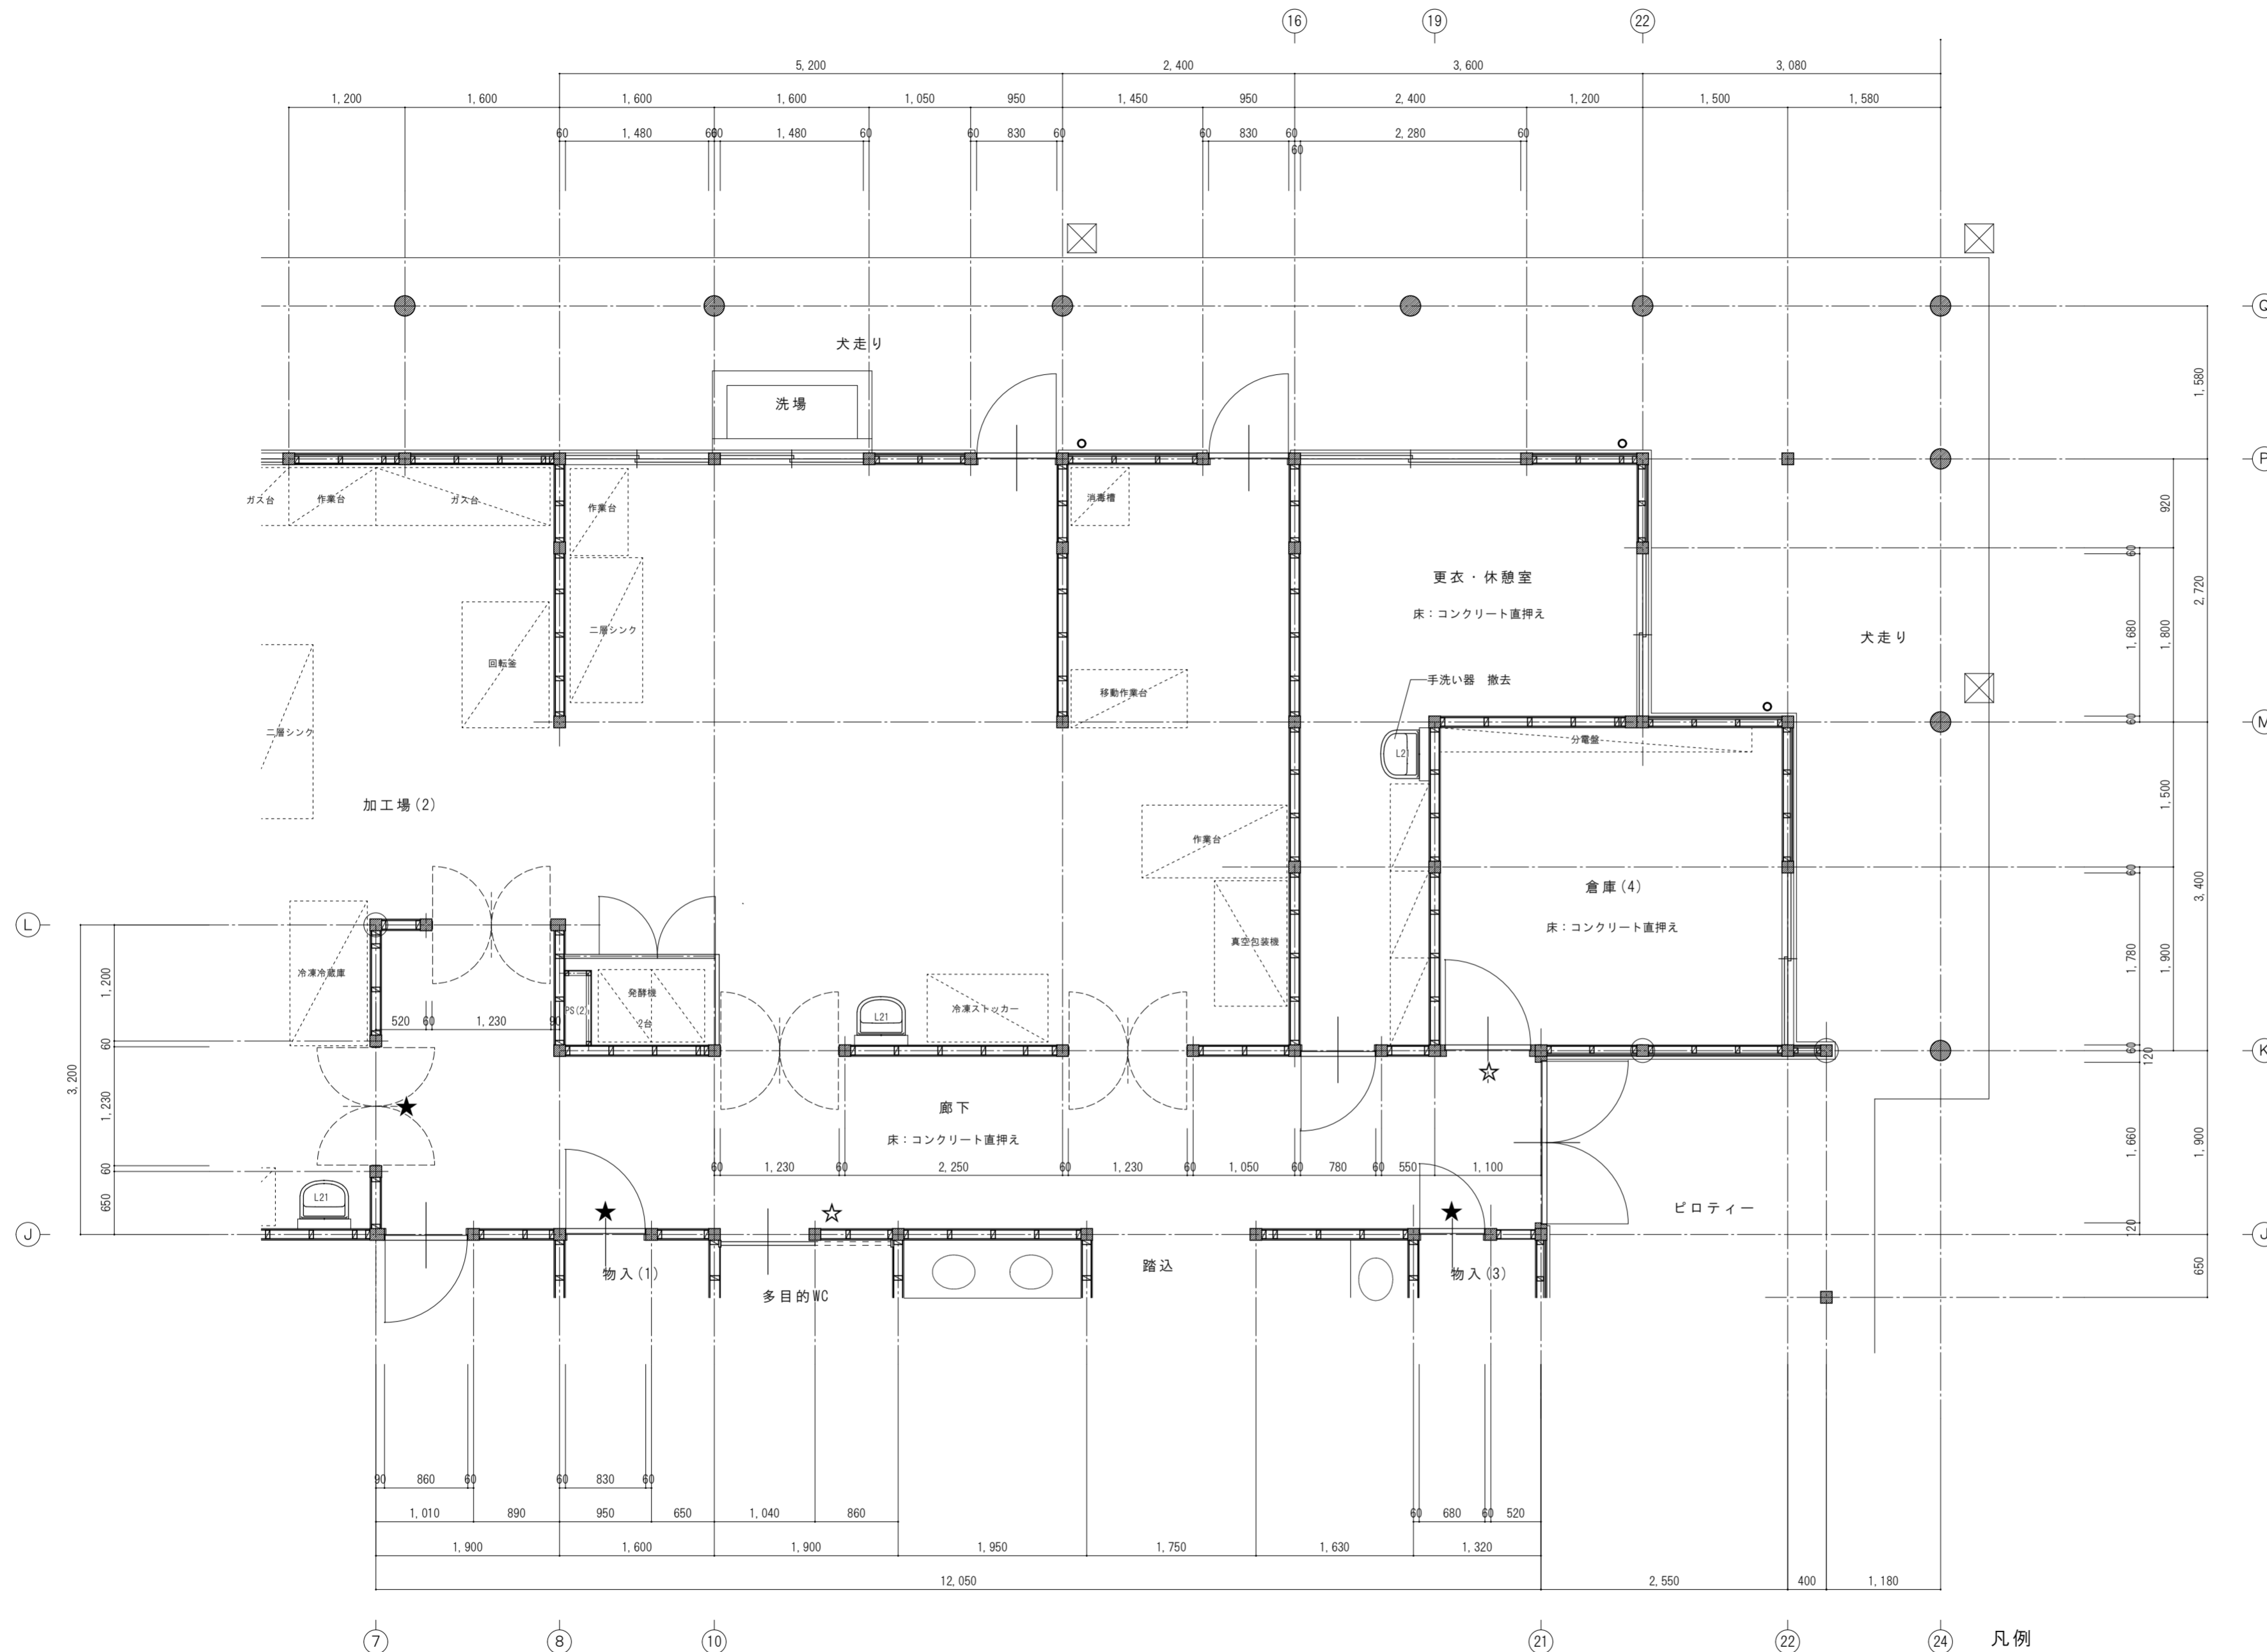 16 19 22
5,200 2,400 3,600 3,080
1,200 1,600 1,600 1,600 1,050 950 1,450 950 2,400 1,200 1,500 1,580
60 1,480 60 60 1,480 60 60 830 60 60 830 60 2,280 60
60
Q
犬走り
1,580
洗場
P
ガス台 作業台 ガス台 作業台 消毒槽
920
60
更衣・休憩室
2,720
床：コンクリート直押え
二層シンク 1,680 1,800
犬走り
回転釜
手洗い器 撤去
移動作業台
60 M
二層シンク
分電盤
L21
1,500
加工場(2)
作業台
60
倉庫(4)
3,400
L
床：コンクリート直押え
真空包装機
1,780 1,900
冷凍冷蔵庫
1,200
発酵機
PS(2)
冷凍ストッカー
L21
2台
520 60 1,230 90
60
60 K
120
3,200
1,230
廊下
床：コンクリート直押え
1,660 1,900
60
60 1,230 60 2,250 60 1,230 60 1,050 60 780 60 550 1,100
L21
650
ピロティー
120
J J
踏込
650
物入(1) 物入(3)
多目的WC
90 860 60 60 830 60
1,010 890 950 650 1,040 860 60 680 60 520
1,900 1,600 1,900 1,950 1,750 1,630 1,320
12,050 2,550 400 1,180
7 8 10 21 22 24 凡例